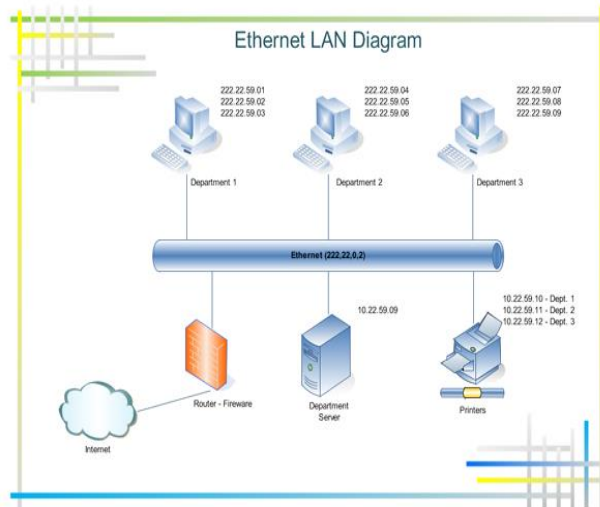 Ethernet LAN Diagram
222.22.59.01
222.22.59.02
222.22.59.03
222.22.59.04
222.22.59.05
222.22.59.06
222.22.59.07
222.22.59.08
222.22.59.09
Department 1
Department 2
Department 3
Ethernet (222,22,0,2)
10.22.59.09
10.22.59.10 - Dept. 1
10.22.59.11 - Dept. 2
10.22.59.12 - Dept. 3
Router - Fireware
Department
Server
Printers
Internet